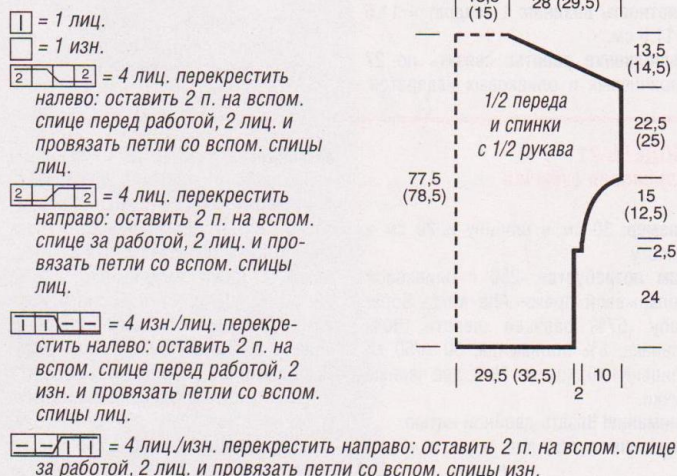 = 1 лиц.
= 1 изн.
2 2 = 4 лиц. перекрестить
налево: оставить 2 п. на вспом.
спице перед работой, 2 лиц. и
провязать петли со вспом. спицы
лиц.
2 2 = 4 лиц. перекрестить
направо: оставить 2 п. на вспом.
спице за работой, 2 лиц. и про-
вязать петли со вспом. спицы
лиц.
= 4 изн./лиц. перекре-
стить налево: оставить 2 п. на
вспом. спице перед работой, 2
изн. и провязать петли со вспом.
спицы лиц.
= 4 лиц./изн. перекрестить направо: оставить 2 п. на вспом. спице
за работой, 2 лиц. и провязать петли со вспом. спицы изн.
(15) 28 (29,5)
13,5
(14,5)
1/2 переда
и спинки
с 1/2 рукава
22,5
(25)
77,5
(78,5)
15
(12,5)
2,5
24
29,5 (32,5) 10
2